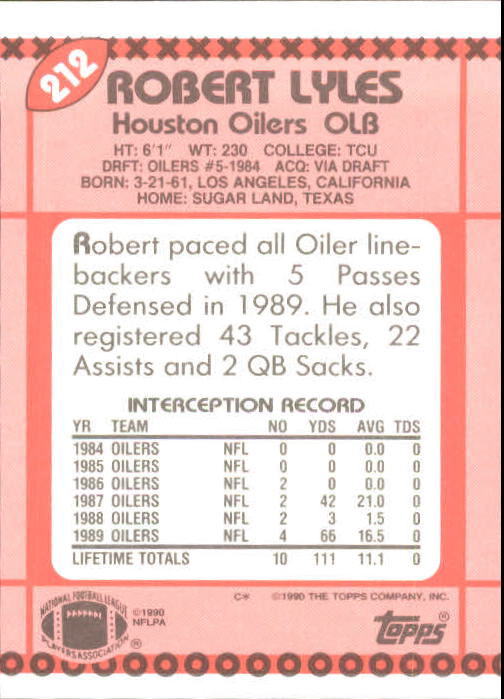 212
ROBERT LYLES
Houston Oilers OLB
HT: 6'1" WT: 230 COLLEGE: TCU
DRFT: OILERS #5-1984 ACQ: VIA DRAFT
BORN: 3-21-61, LOS ANGELES, CALIFORNIA
HOME: SUGAR LAND, TEXAS
Robert paced all Oiler line-
backers with 5 Passes
Defensed in 1989. He also
registered 43 Tackles, 22
Assists and 2 QB Sacks.
INTERCEPTION RECORD
YR TEAM NO YDS AVG TDS
1984 OILERS NFL 0 0 0.0 0
1985 OILERS NFL 0 0 0.0 0
1986 OILERS NFL 2 0 0.0 0
1987 OILERS NFL 2 42 21.0 0
1988 OILERS NFL 2 3 1.5 0
1989 OILERS NFL 4 66 16.5 0
LIFETIME TOTALS 10 111 11.1 0
C* ©1990 THE TOPPS COMPANY, INC.
NATIONAL FOOTBALL LEAGUE
PLAYERS ASSOCIATION ®
©1990
NFLPA
topps®